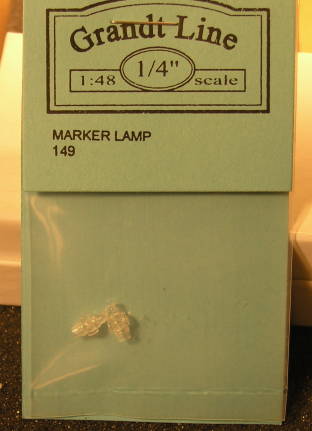 Grandt Line
1:48 1/4" scale
MARKER LAMP
149